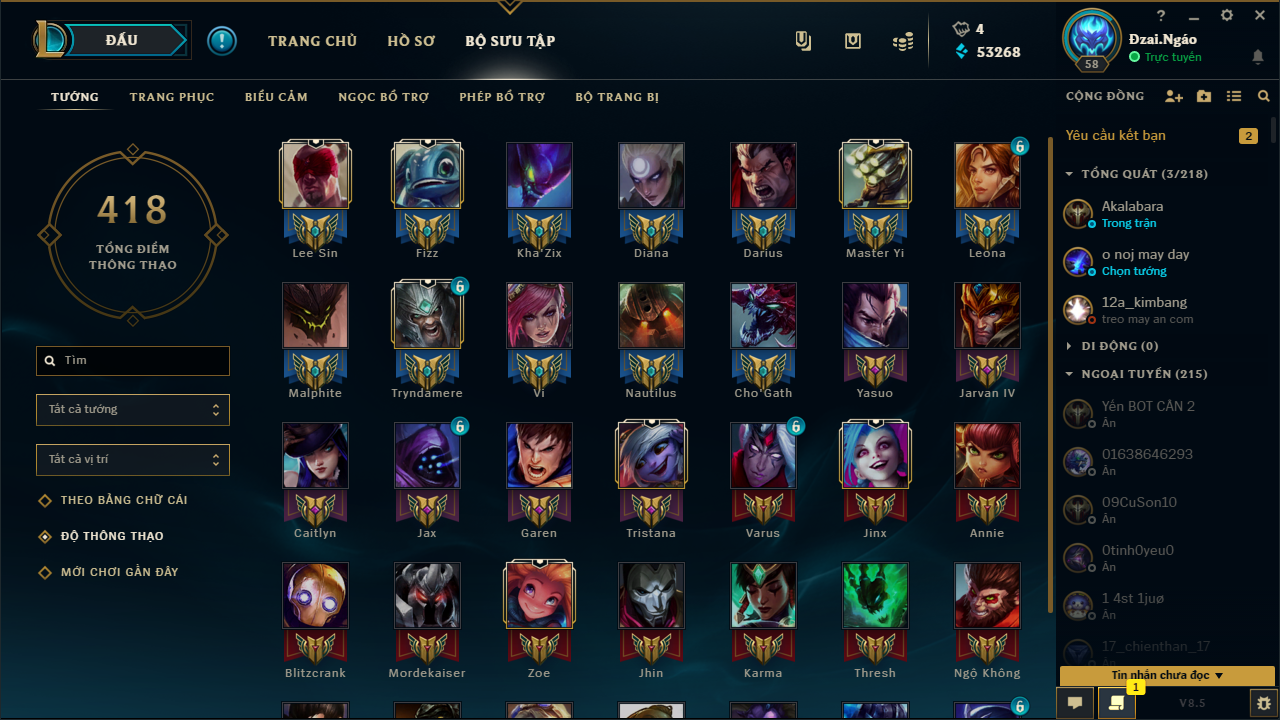 ĐẤU
TRANG CHỦ
HỒ SƠ
BỘ SƯU TẬP
4
53268
?
58
Đzai.Ngáo
Trực tuyến
TƯỚNG
TRANG PHỤC
BIỂU CẢM
NGỌC BỔ TRỢ
PHÉP BỔ TRỢ
BỘ TRANG BỊ
CỘNG ĐỒNG
418
TỔNG ĐIỂM
THÔNG THẠO
Tìm
Tất cả tướng
Tất cả vị trí
THEO BẢNG CHỮ CÁI
ĐỘ THÔNG THẠO
MỚI CHƠI GẦN ĐÂY
6
Lee Sin
Fizz
Kha'Zix
Diana
Darius
Master Yi
Leona
6
Malphite
Tryndamere
Vi
Nautilus
Cho'Gath
Yasuo
Jarvan IV
6
6
Caitlyn
Jax
Garen
Tristana
Varus
Jinx
Annie
Blitzcrank
Mordekaiser
Zoe
Jhin
Karma
Thresh
Ngộ Không
6
Yêu cầu kết bạn
2
TỔNG QUÁT (3/218)
Akalabara
Trong trận
o noj may day
Chọn tướng
12a_kimbang
treo may an com
DI ĐỘNG (0)
NGOẠI TUYẾN (215)
Yến BOT CĂN 2
Ẩn
01638646293
Ẩn
09CuSon10
Ẩn
0tinh0yeu0
Ẩn
1 4st 1juø
Ẩn
17_chienthan_17
Ẩn
Tin nhắn chưa đọc
1
V8.5